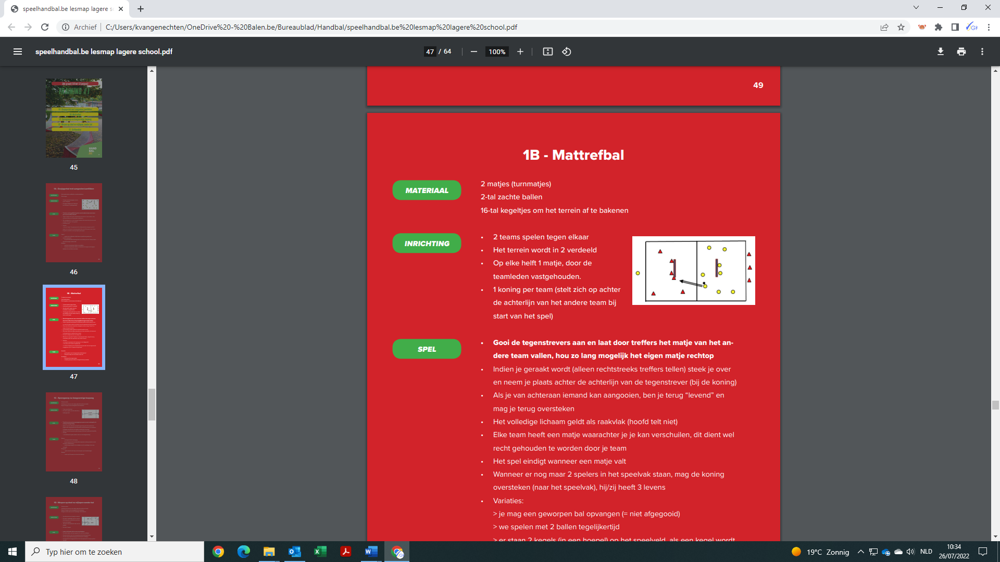 speelhandbal.be lesmap lagere s
Archief
C:/Users/kvangenechten/OneDrive%20-%20Balen.be/Bureaublad/Handbal/speelhandbal.be%20lesmap%20lagere%20school.pdf
speelhandbal.be lesmap lagere school.pdf
47 / 64
100%
TRAINING #1
45
46
1B - Mattrefbal
47
48
49
1B - Mattrefbal
MATERIAAL
2 matjes (turnmatjes)
2-tal zachte ballen
16-tal kegeltjes om het terrein af te bakenen
INRICHTING
• 2 teams spelen tegen elkaar
• Het terrein wordt in 2 verdeeld
• Op elke helft 1 matje, door de
teamleden vastgehouden.
• 1 koning per team (stelt zich op achter
de achterlijn van het andere team bij
start van het spel)
SPEL
• Gooi de tegenstrevers aan en laat door treffers het matje van het an-
dere team vallen, hou zo lang mogelijk het eigen matje rechtop
• Indien je geraakt wordt (alleen rechtstreeks treffers tellen) steek je over
en neem je plaats achter de achterlijn van de tegenstrever (bij de koning)
• Als je van achteraan iemand kan aangooien, ben je terug “levend” en
mag je terug oversteken
• Het volledige lichaam geldt als raakvlak (hoofd telt niet)
• Elke team heeft een matje waarachter je je kan verschuilen, dit dient wel
recht gehouden te worden door je team
• Het spel eindigt wanneer een matje valt
• Wanneer er nog maar 2 spelers in het speelvak staan, mag de koning
oversteken (naar het speelvak), hij/zij heeft 3 levens
• Variaties:
> je mag een geworpen bal opvangen (= niet afgegooid)
> we spelen met 2 ballen tegelijkertijd
> er staan 2 kegels (in een hoepel) op het speelveld, als een kegel wordt
Typ hier om te zoeken
19°C Zonnig
NLD
10:34
26/07/2022